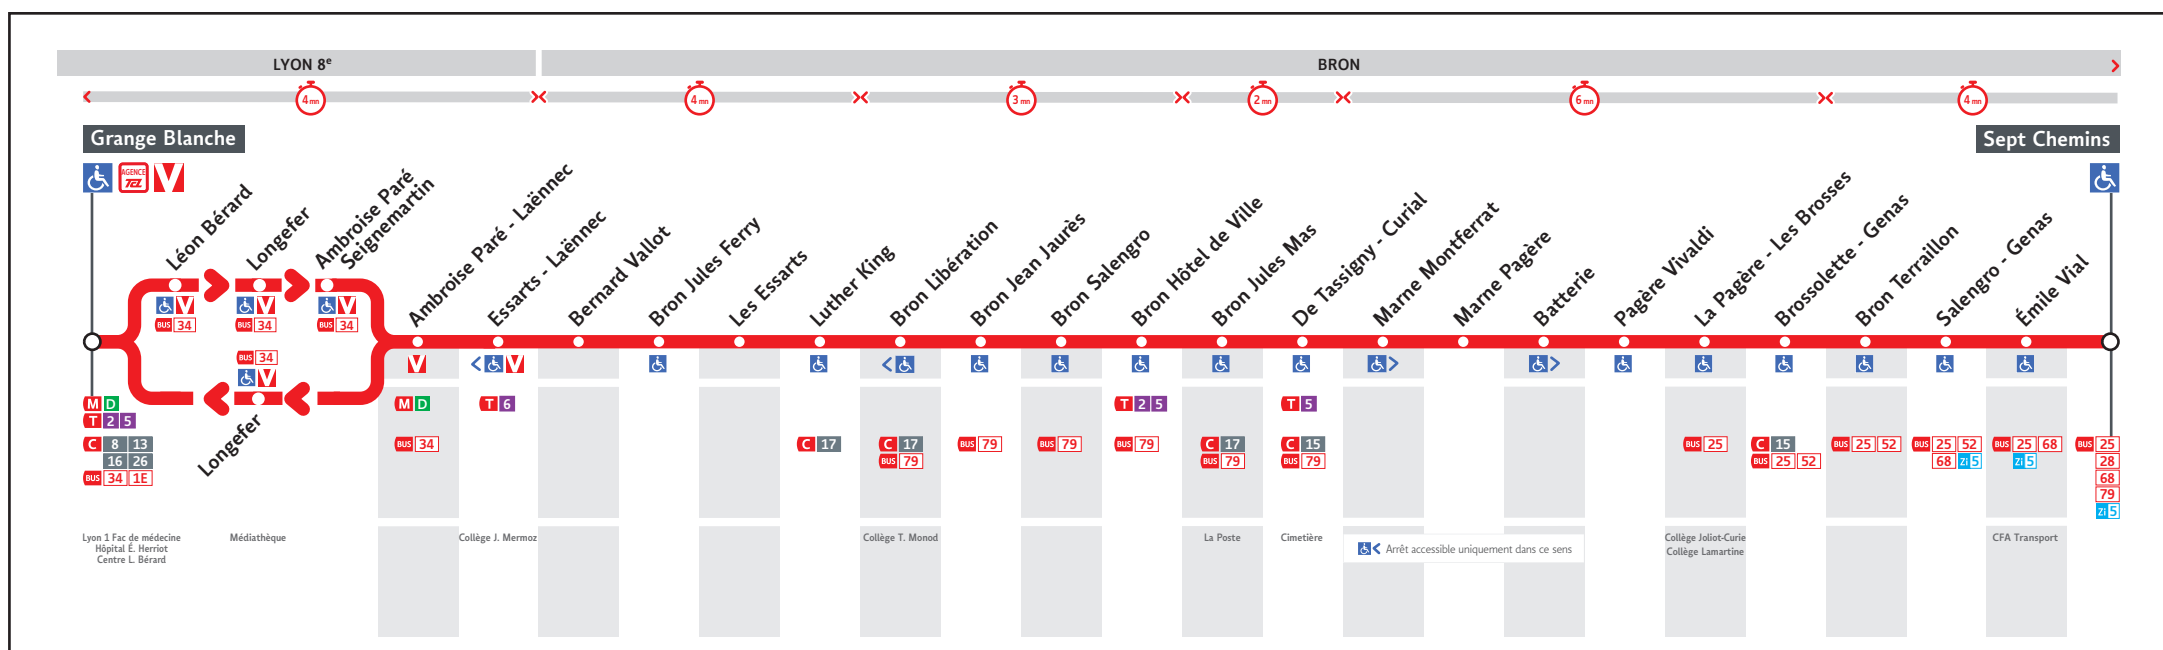 LYON 8e
BRON
4 mn
4 mn
3 mn
2 mn
6 mn
4 mn
Grange Blanche
Sept Chemins
AGENCE
TCL
V
Léon Bérard
Longefer
Ambroise Paré
Seignemartin
Ambroise Paré - Laënnec
Essarts - Laënnec
Bernard Vallot
Bron Jules Ferry
Les Essarts
Luther King
Bron Libération
Bron Jean Jaurès
Bron Salengro
Bron Hôtel de Ville
Bron Jules Mas
De Tassigny - Curial
Marne Montferrat
Marne Pagère
Batterie
Pagère Vivaldi
La Pagère - Les Brosses
Brossolette - Genas
Bron Terraillon
Salengro - Genas
Émile Vial
V
BUS 34
V
BUS 34
V
BUS 34
BUS 34
V
Longefer
V
V
M D
T 2 5
C 8 13
16 26
BUS 34 1E
M D
BUS 34
T 6
C 17
C 17
BUS 79
BUS 79
BUS 79
T 2 5
BUS 79
C 17
BUS 79
T 5
C 15
BUS 79
BUS 25
C 15
BUS 25 52
BUS 25 52
BUS 25 52
68 Zi 5
BUS 25 68
Zi 5
BUS 25
28
68
79
Zi 5
Lyon 1 Fac de médecine
Hôpital É. Herriot
Centre L. Bérard
Médiathèque
Collège J. Mermoz
Collège T. Monod
La Poste
Cimetière
Arrêt accessible uniquement dans ce sens
Collège Joliot-Curie
Collège Lamartine
CFA Transport